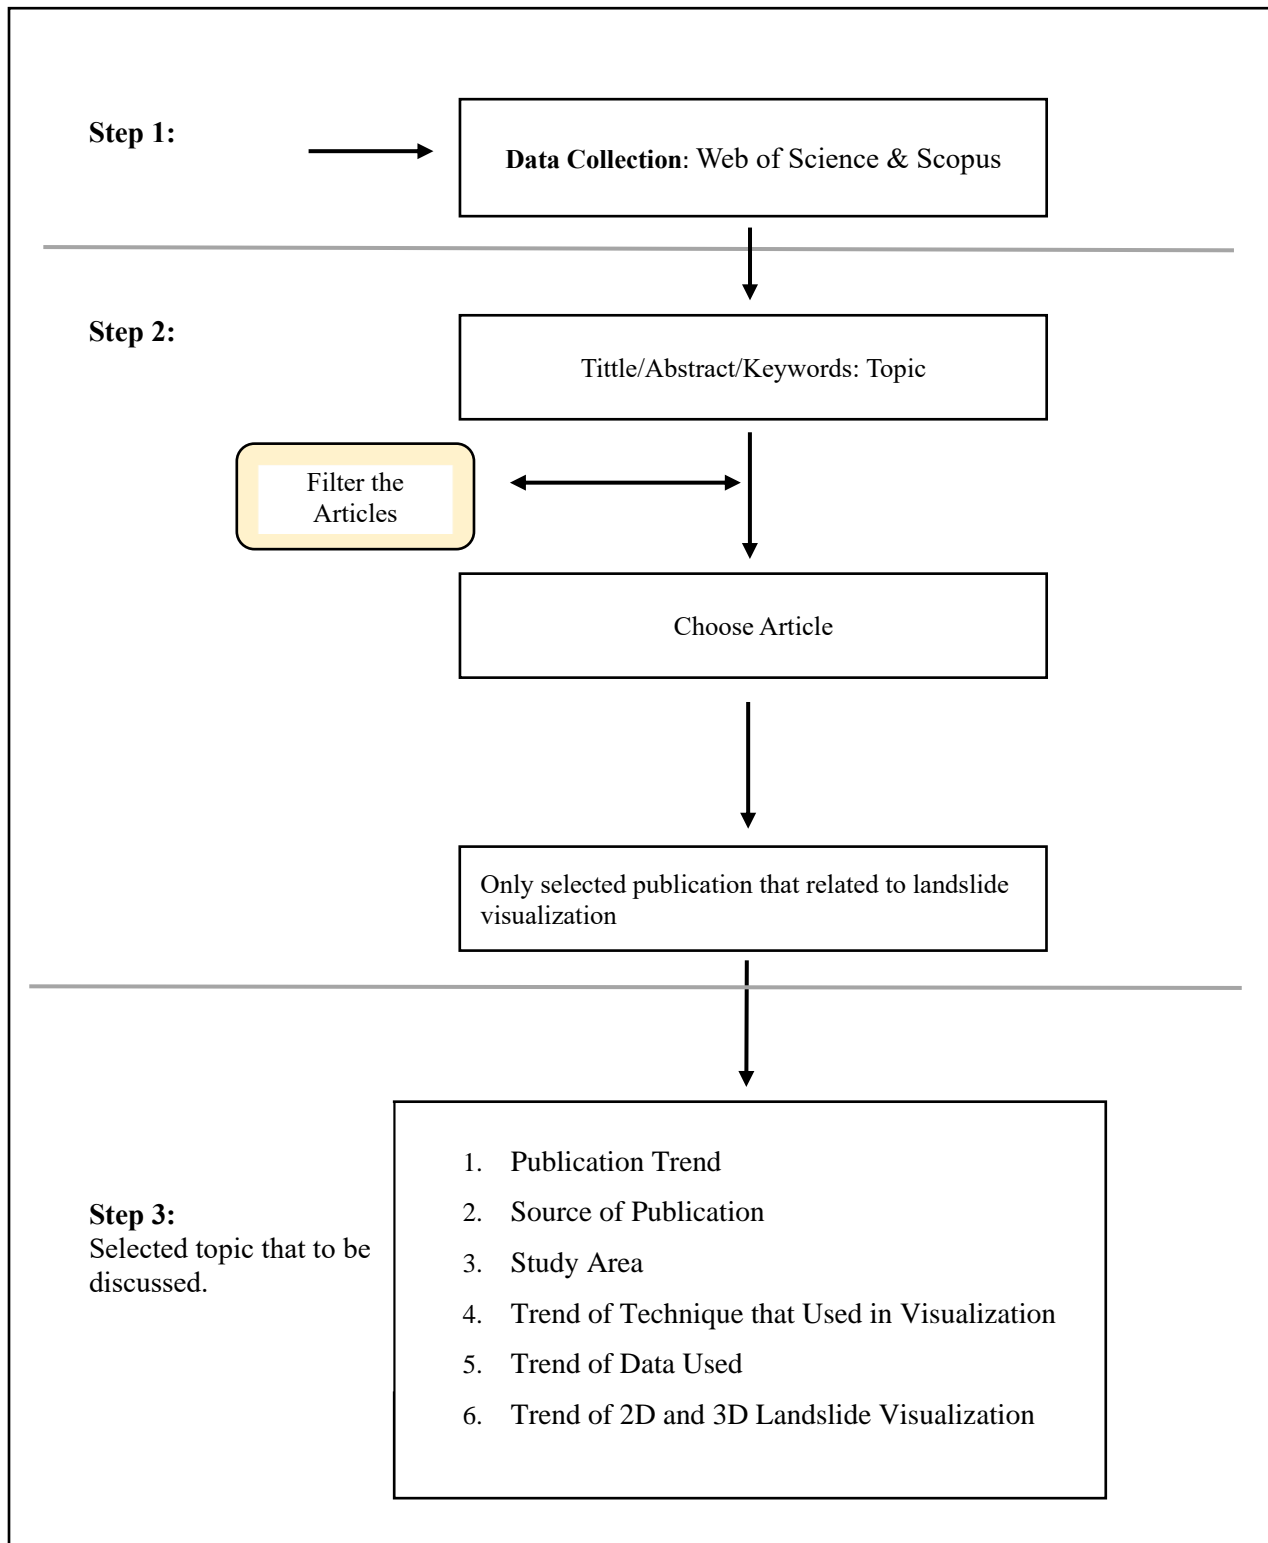 Step 1:
Data Collection: Web of Science & Scopus
Step 2:
Tittle/Abstract/Keywords: Topic
Filter the
Articles
Choose Article
Only selected publication that related to landslide
visualization
Step 3:
Selected topic that to be
discussed.
1. Publication Trend
2. Source of Publication
3. Study Area
4. Trend of Technique that Used in Visualization
5. Trend of Data Used
6. Trend of 2D and 3D Landslide Visualization